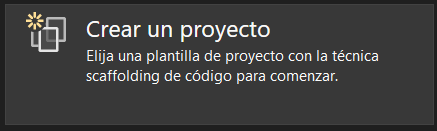 Crear un proyecto
Elija una plantilla de proyecto con la técnica
scaffolding de código para comenzar.